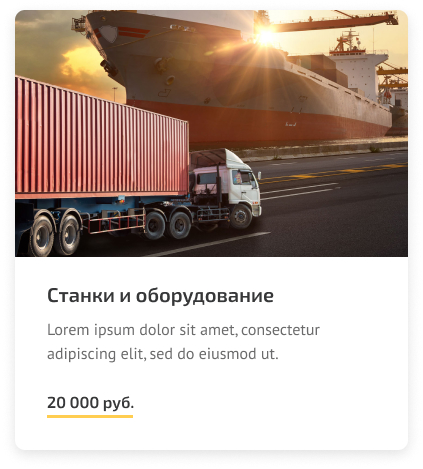 Станки и оборудование
Lorem ipsum dolor sit amet, consectetur
adipiscing elit, sed do eiusmod ut.
20 000 руб.